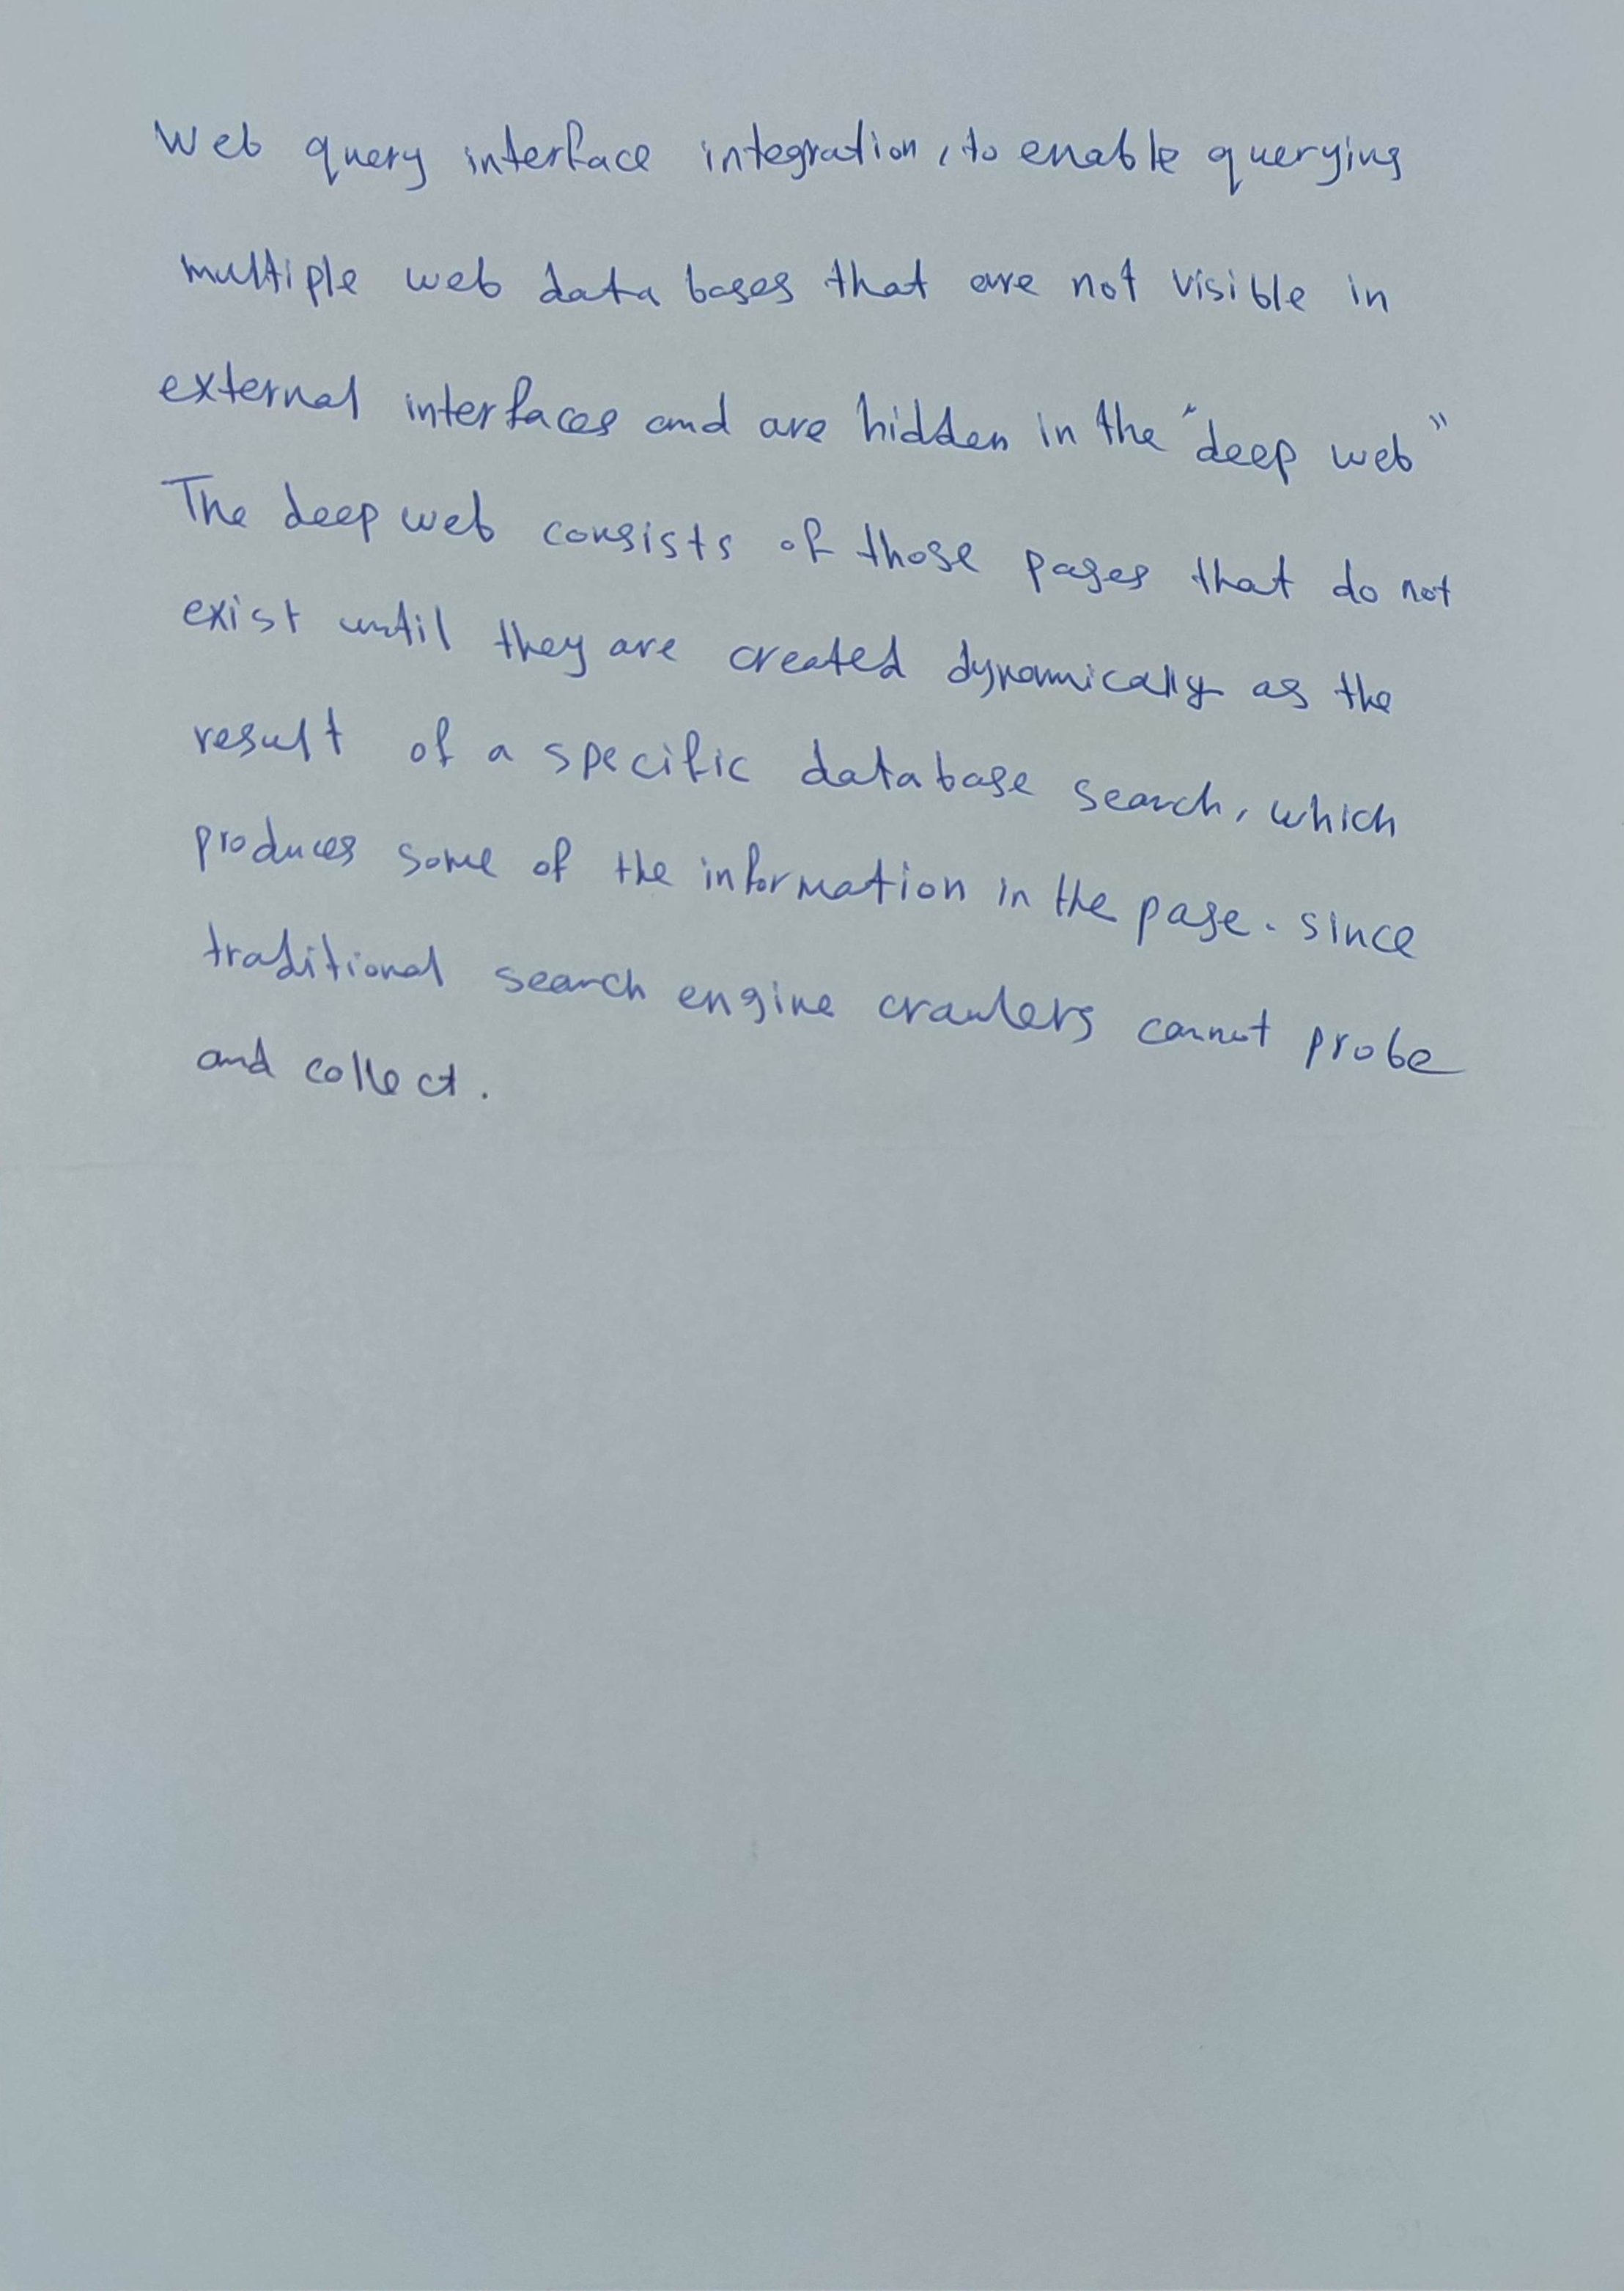 Web query interface integration, to enable querying
multiple web data bases that are not visible in
external interfaces and are hidden in the "deep web"
The deep web consists of those pages that do not
exist until they are created dynamically as the
result of a specific database search, which
produces some of the information in the page. since
traditional search engine crawlers cannot probe
and collect.